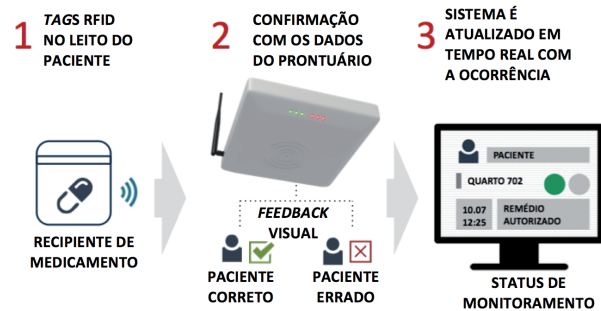 1
TAGS RFID
NO LEITO DO
PACIENTE
RECIPIENTE DE
MEDICAMENTO
2
CONFIRMAÇÃO
COM OS DADOS
DO PRONTUÁRIO
FEEDBACK
VISUAL
PACIENTE
CORRETO
PACIENTE
ERRADO
3
SISTEMA É
ATUALIZADO EM
TEMPO REAL COM
A OCORRÊNCIA
PACIENTE
QUARTO 702
10.07
12:25
REMÉDIO
AUTORIZADO
STATUS DE
MONITORAMENTO